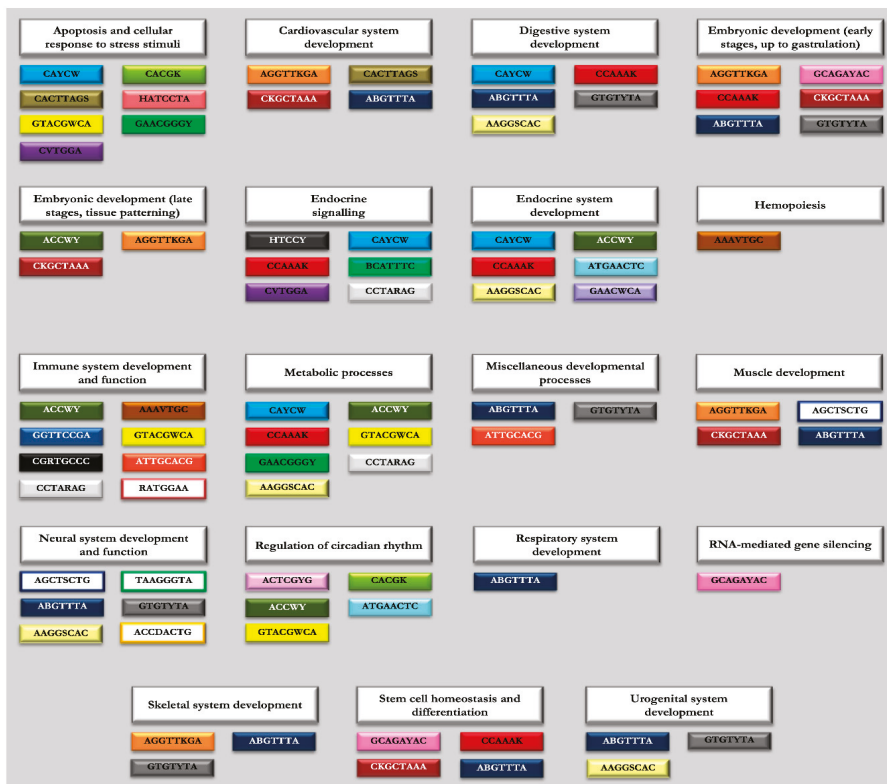 Apoptosis and cellular
response to stress stimuli
CAYCW CACGK
CACTTAGS HATCCTA
GTACGWCA GAACGGGY
CVTGGA
Cardiovascular system
development
AGGTTKGA CACTTAGS
CKGCTAAA ABGTTTA
Digestive system
development
CAYCW CCAAAK
ABGTTTA GTGTYTA
AAGGSCAC
Embryonic development (early
stages, up to gastrulation)
AGGTTKGA GCAGAYAC
CCAAAK CKGCTAAA
ABGTTTA GTGTYTA
Embryonic development (late
stages, tissue patterning)
ACCWY AGGTTKGA
CKGCTAAA
Endocrine
signalling
HTCCY CAYCW
CCAAAK BCATTTC
CVTGGA CCTARAG
Endocrine system
development
CAYCW ACCWY
CCAAAK ATGAACTC
AAGGSCAC GAACWCA
Hemopoiesis
AAAVTGC
Immune system development
and function
ACCWY AAAVTGC
GGTTCCGA GTACGWCA
CGRTGCCC ATTGCACG
CCTARAG RATGGAA
Metabolic processes
CAYCW ACCWY
CCAAAK GTACGWCA
GAACGGGY CCTARAG
AAGGSCAC
Miscellaneous developmental
processes
ABGTTTA GTGTYTA
ATTGCACG
Muscle development
AGGTTKGA AGCTSCTG
CKGCTAAA ABGTTTA
Neural system development
and function
AGCTSCTG TAAGGGTA
ABGTTTA GTGTYTA
AAGGSCAC ACCDACTG
Regulation of circadian rhythm
ACTCGYG CACGK
ACCWY ATGAACTC
GTACGWCA
Respiratory system
development
ABGTTTA
RNA-mediated gene silencing
GCAGAYAC
Skeletal system development
AGGTTKGA ABGTTTA
GTGTYTA
Stem cell homeostasis and
differentiation
GCAGAYAC CCAAAK
CKGCTAAA ABGTTTA
Urogenital system
development
ABGTTTA GTGTYTA
AAGGSCAC